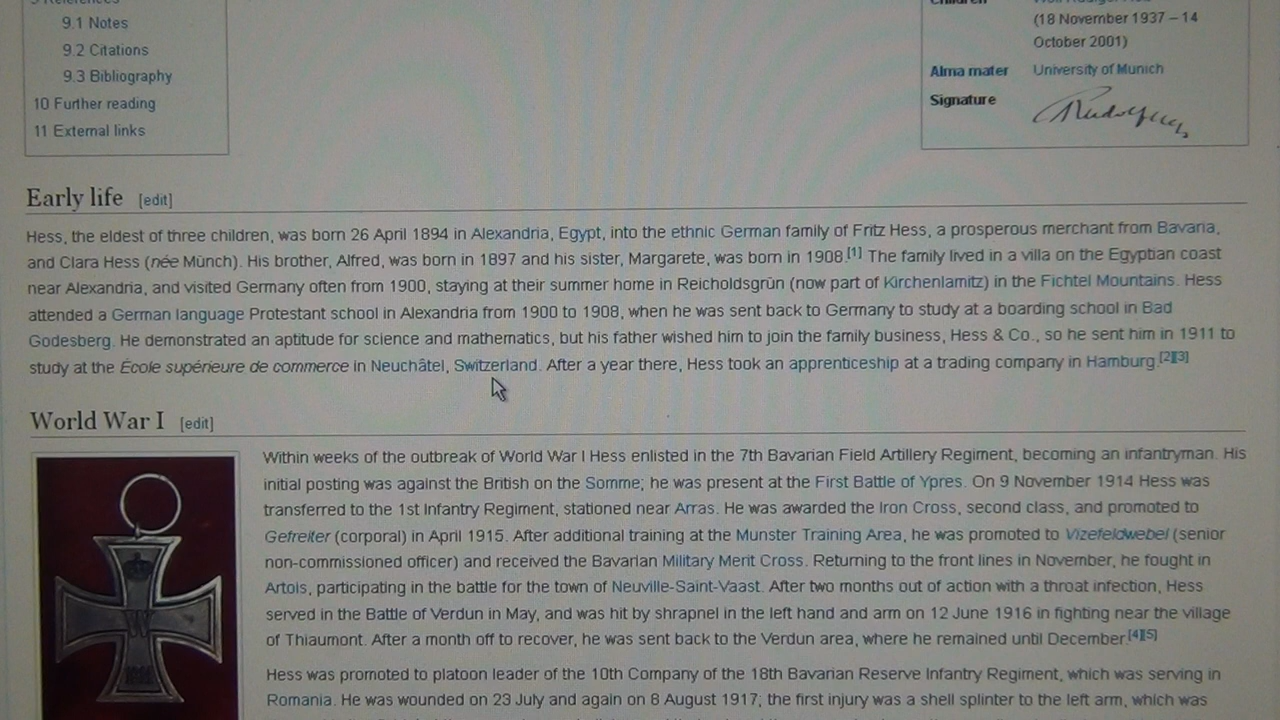 9.1 Notes
9.2 Citations
9.3 Bibliography
10 Further reading
11 External links
(18 November 1937 – 14
October 2001)
Alma mater University of Munich
Signature
Early life [edit]
Hess, the eldest of three children, was born 26 April 1894 in Alexandria, Egypt, into the ethnic German family of Fritz Hess, a prosperous merchant from Bavaria,
and Clara Hess (née Münch). His brother, Alfred, was born in 1897 and his sister, Margarete, was born in 1908.[1] The family lived in a villa on the Egyptian coast
near Alexandria, and visited Germany often from 1900, staying at their summer home in Reicholdsgrün (now part of Kirchenlamitz) in the Fichtel Mountains. Hess
attended a German language Protestant school in Alexandria from 1900 to 1908, when he was sent back to Germany to study at a boarding school in Bad
Godesberg. He demonstrated an aptitude for science and mathematics, but his father wished him to join the family business, Hess & Co., so he sent him in 1911 to
study at the École supérieure de commerce in Neuchâtel, Switzerland. After a year there, Hess took an apprenticeship at a trading company in Hamburg.[2][3]
World War I [edit]
Within weeks of the outbreak of World War I Hess enlisted in the 7th Bavarian Field Artillery Regiment, becoming an infantryman. His
initial posting was against the British on the Somme; he was present at the First Battle of Ypres. On 9 November 1914 Hess was
transferred to the 1st Infantry Regiment, stationed near Arras. He was awarded the Iron Cross, second class, and promoted to
Gefreiter (corporal) in April 1915. After additional training at the Munster Training Area, he was promoted to Vizefeldwebel (senior
non-commissioned officer) and received the Bavarian Military Merit Cross. Returning to the front lines in November, he fought in
Artois, participating in the battle for the town of Neuville-Saint-Vaast. After two months out of action with a throat infection, Hess
served in the Battle of Verdun in May, and was hit by shrapnel in the left hand and arm on 12 June 1916 in fighting near the village
of Thiaumont. After a month off to recover, he was sent back to the Verdun area, where he remained until December.[4][5]
Hess was promoted to platoon leader of the 10th Company of the 18th Bavarian Reserve Infantry Regiment, which was serving in
Romania. He was wounded on 23 July and again on 8 August 1917; the first injury was a shell splinter to the left arm, which was